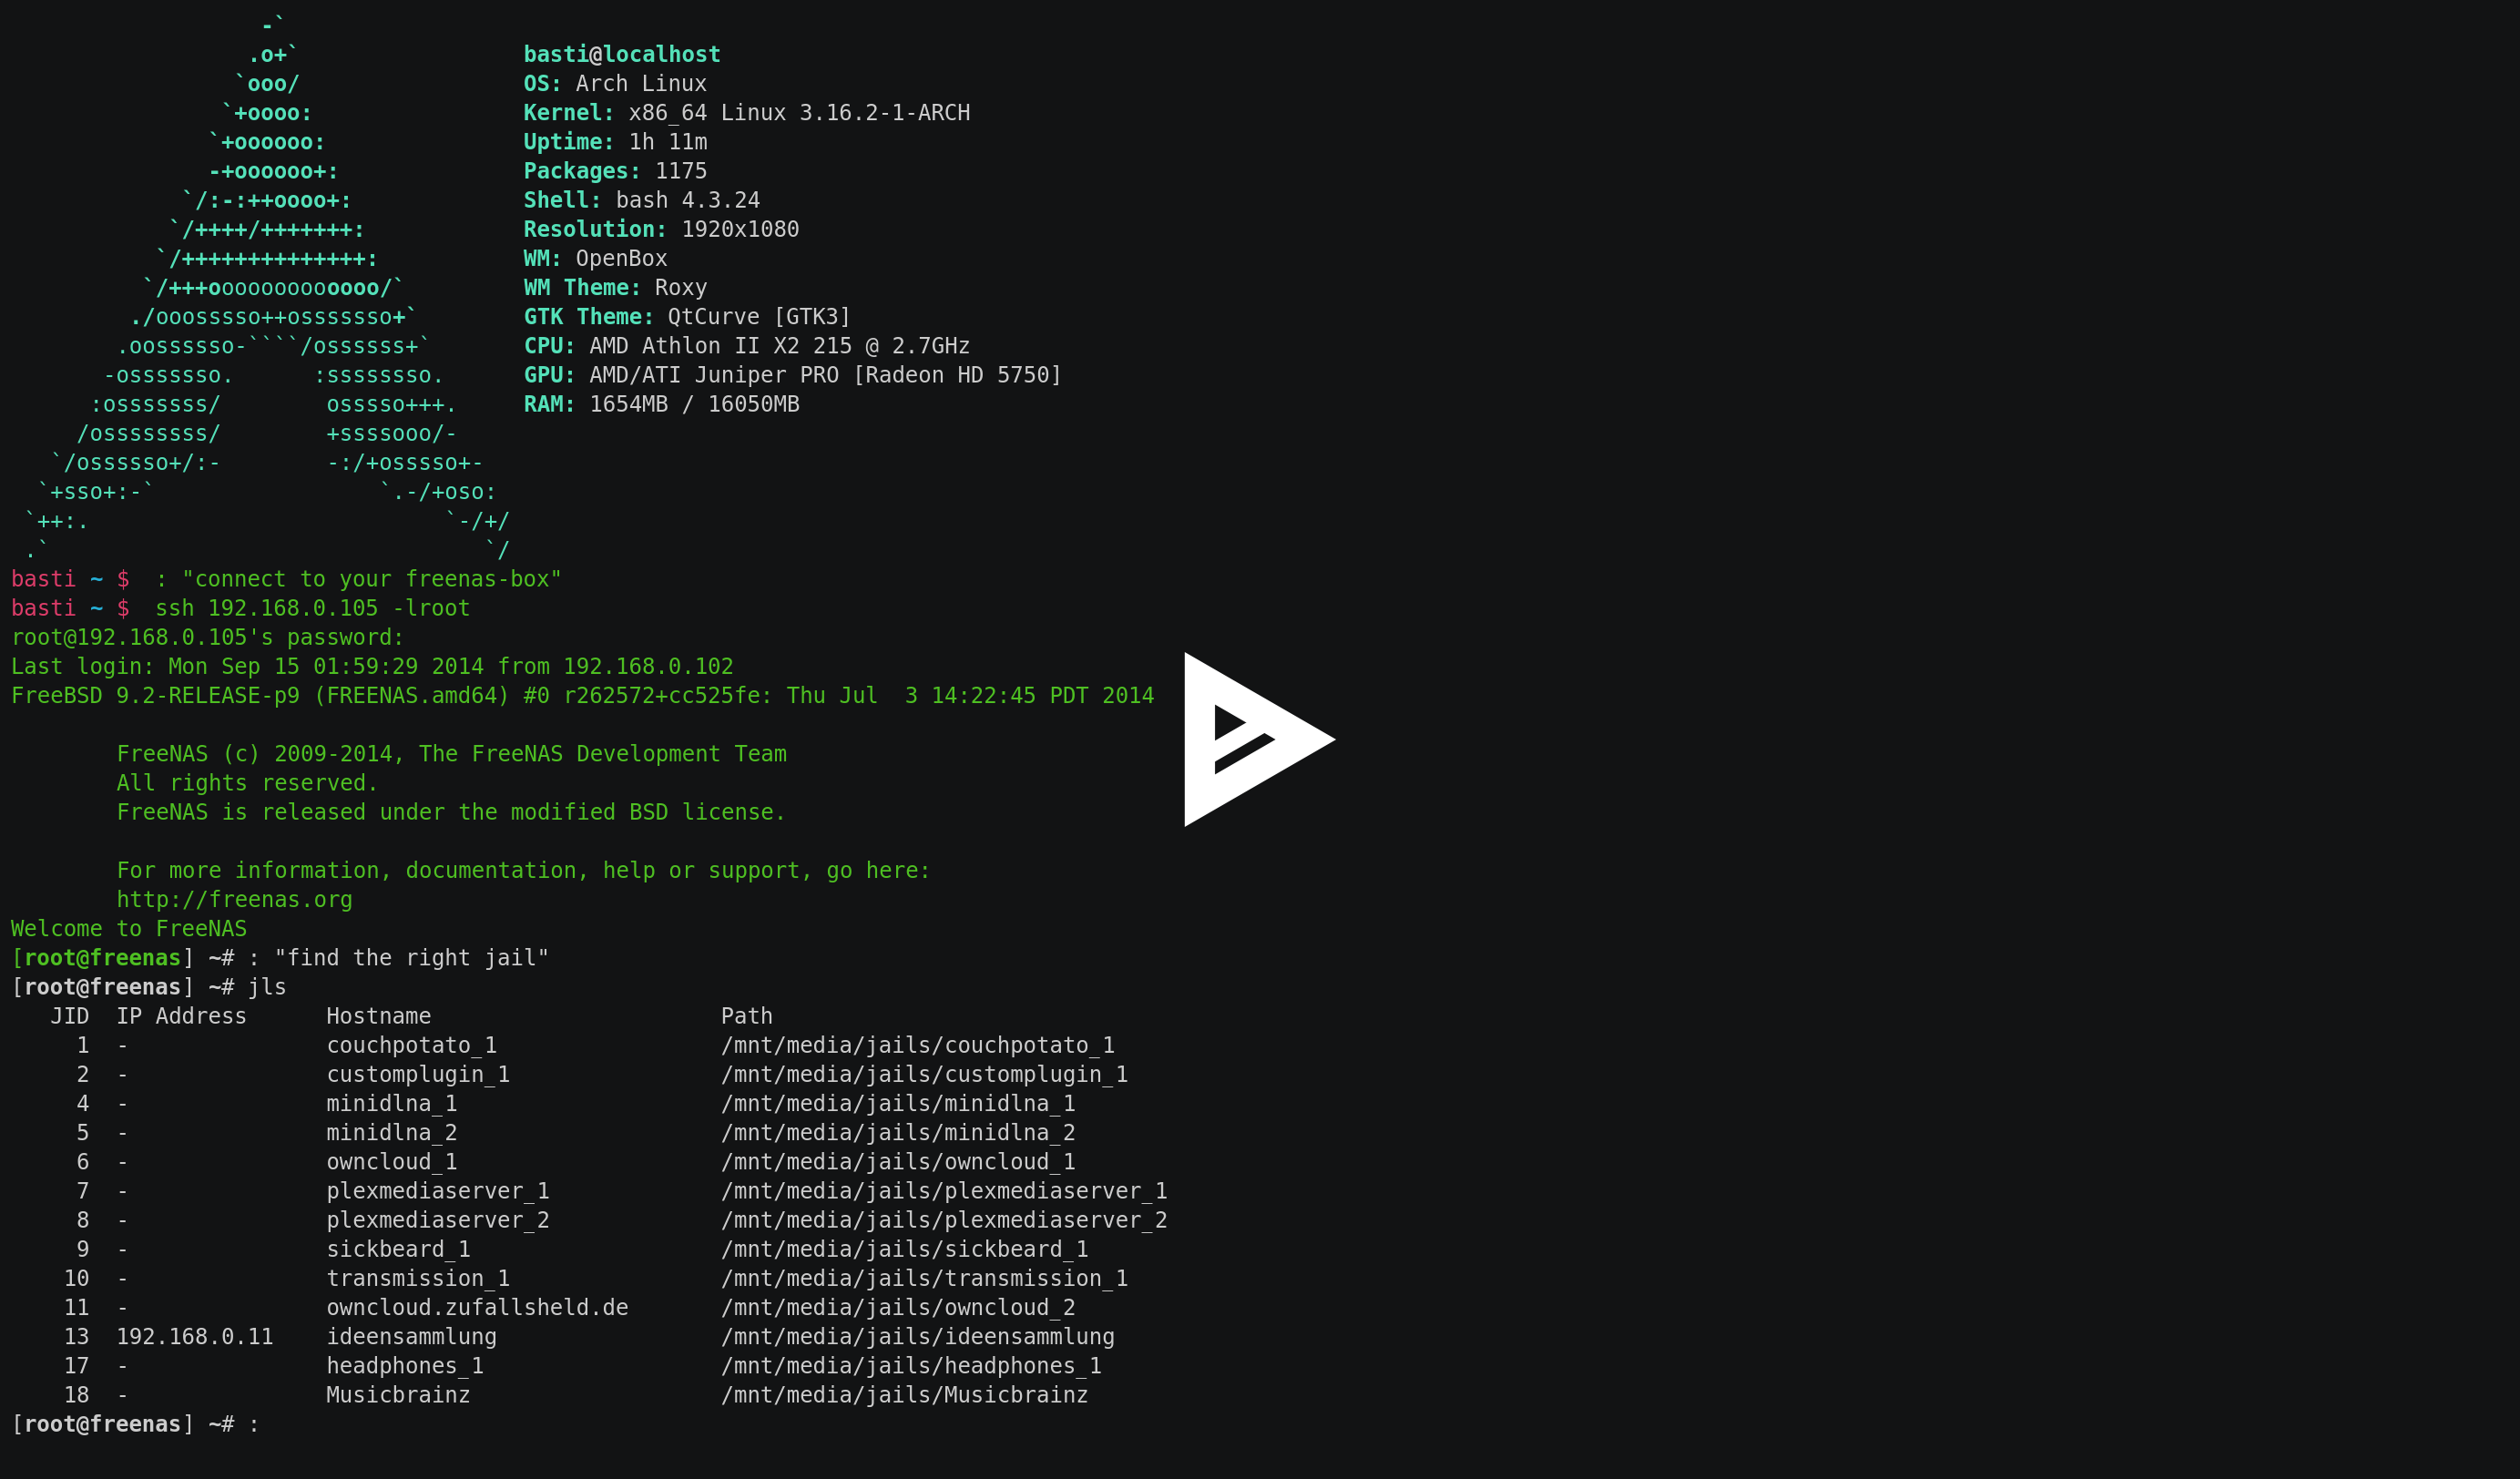 -`
                  .o+`                 basti@localhost
                 `ooo/                 OS: Arch Linux
                `+oooo:                Kernel: x86_64 Linux 3.16.2-1-ARCH
               `+oooooo:               Uptime: 1h 11m
               -+oooooo+:              Packages: 1175
             `/:-:++oooo+:             Shell: bash 4.3.24
            `/++++/+++++++:            Resolution: 1920x1080
           `/++++++++++++++:           WM: OpenBox
          `/+++ooooooooooooo/`         WM Theme: Roxy
         ./ooosssso++osssssso+`        GTK Theme: QtCurve [GTK3]
        .oossssso-````/ossssss+`       CPU: AMD Athlon II X2 215 @ 2.7GHz
       -osssssso.      :ssssssso.      GPU: AMD/ATI Juniper PRO [Radeon HD 5750]
      :osssssss/        osssso+++.     RAM: 1654MB / 16050MB
     /ossssssss/        +ssssooo/-
   `/ossssso+/:-        -:/+osssso+-
  `+sso+:-`                 `.-/+oso:
 `++:.                           `-/+/
 .`                                 `/
basti ~ $  : "connect to your freenas-box"
basti ~ $  ssh 192.168.0.105 -lroot
root@192.168.0.105's password:
Last login: Mon Sep 15 01:59:29 2014 from 192.168.0.102
FreeBSD 9.2-RELEASE-p9 (FREENAS.amd64) #0 r262572+cc525fe: Thu Jul  3 14:22:45 PDT 2014

        FreeNAS (c) 2009-2014, The FreeNAS Development Team
        All rights reserved.
        FreeNAS is released under the modified BSD license.

        For more information, documentation, help or support, go here:
        http://freenas.org
Welcome to FreeNAS
[root@freenas] ~# : "find the right jail"
[root@freenas] ~# jls
   JID  IP Address      Hostname                      Path
     1  -               couchpotato_1                 /mnt/media/jails/couchpotato_1
     2  -               customplugin_1                /mnt/media/jails/customplugin_1
     4  -               minidlna_1                    /mnt/media/jails/minidlna_1
     5  -               minidlna_2                    /mnt/media/jails/minidlna_2
     6  -               owncloud_1                    /mnt/media/jails/owncloud_1
     7  -               plexmediaserver_1             /mnt/media/jails/plexmediaserver_1
     8  -               plexmediaserver_2             /mnt/media/jails/plexmediaserver_2
     9  -               sickbeard_1                   /mnt/media/jails/sickbeard_1
    10  -               transmission_1                /mnt/media/jails/transmission_1
    11  -               owncloud.zufallsheld.de       /mnt/media/jails/owncloud_2
    13  192.168.0.11    ideensammlung                 /mnt/media/jails/ideensammlung
    17  -               headphones_1                  /mnt/media/jails/headphones_1
    18  -               Musicbrainz                   /mnt/media/jails/Musicbrainz
[root@freenas] ~# :